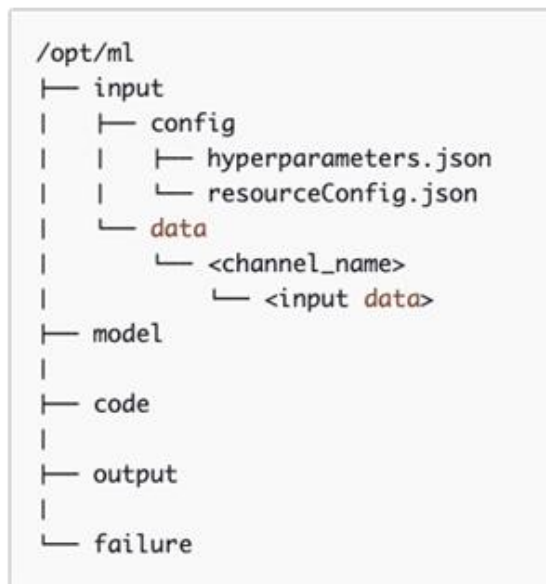 /opt/ml
├── input
|   ├── config
|   |   ├── hyperparameters.json
|   |   └── resourceConfig.json
|   └── data
|       └── <channel_name>
|           └── <input data>
├── model
|
├── code
|
├── output
|
└── failure